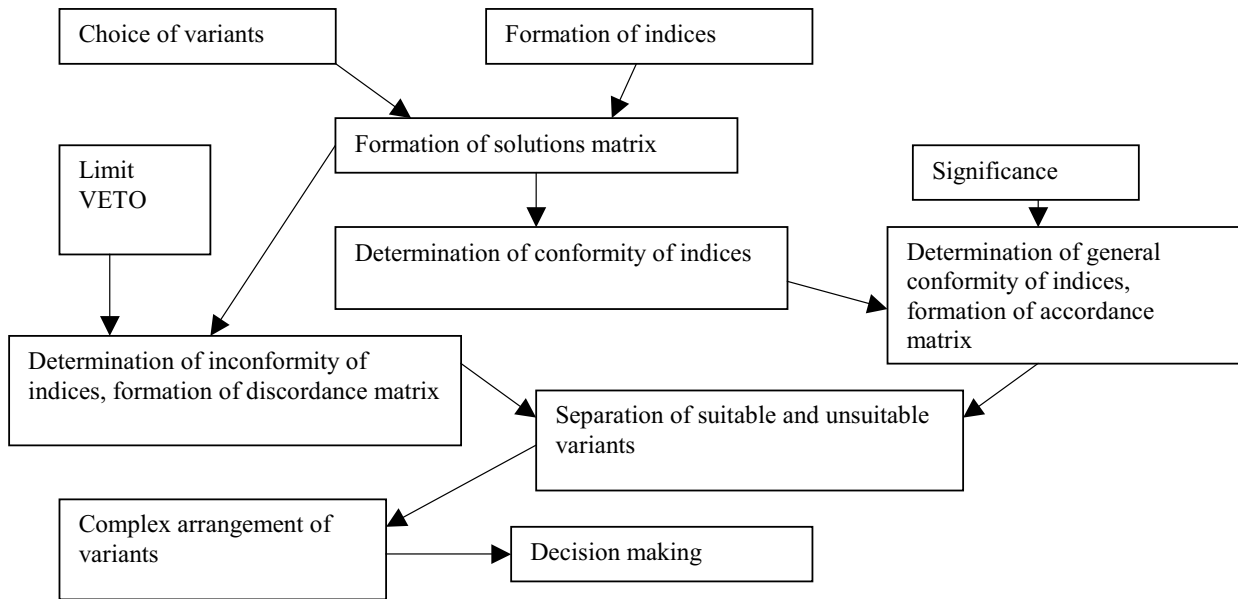 Choice of variants
Formation of indices
Formation of solutions matrix
Limit
VETO
Significance
Determination of conformity of indices
Determination of general
conformity of indices,
formation of accordance
matrix
Determination of inconformity of
indices, formation of discordance matrix
Separation of suitable and unsuitable
variants
Complex arrangement of
variants
Decision making